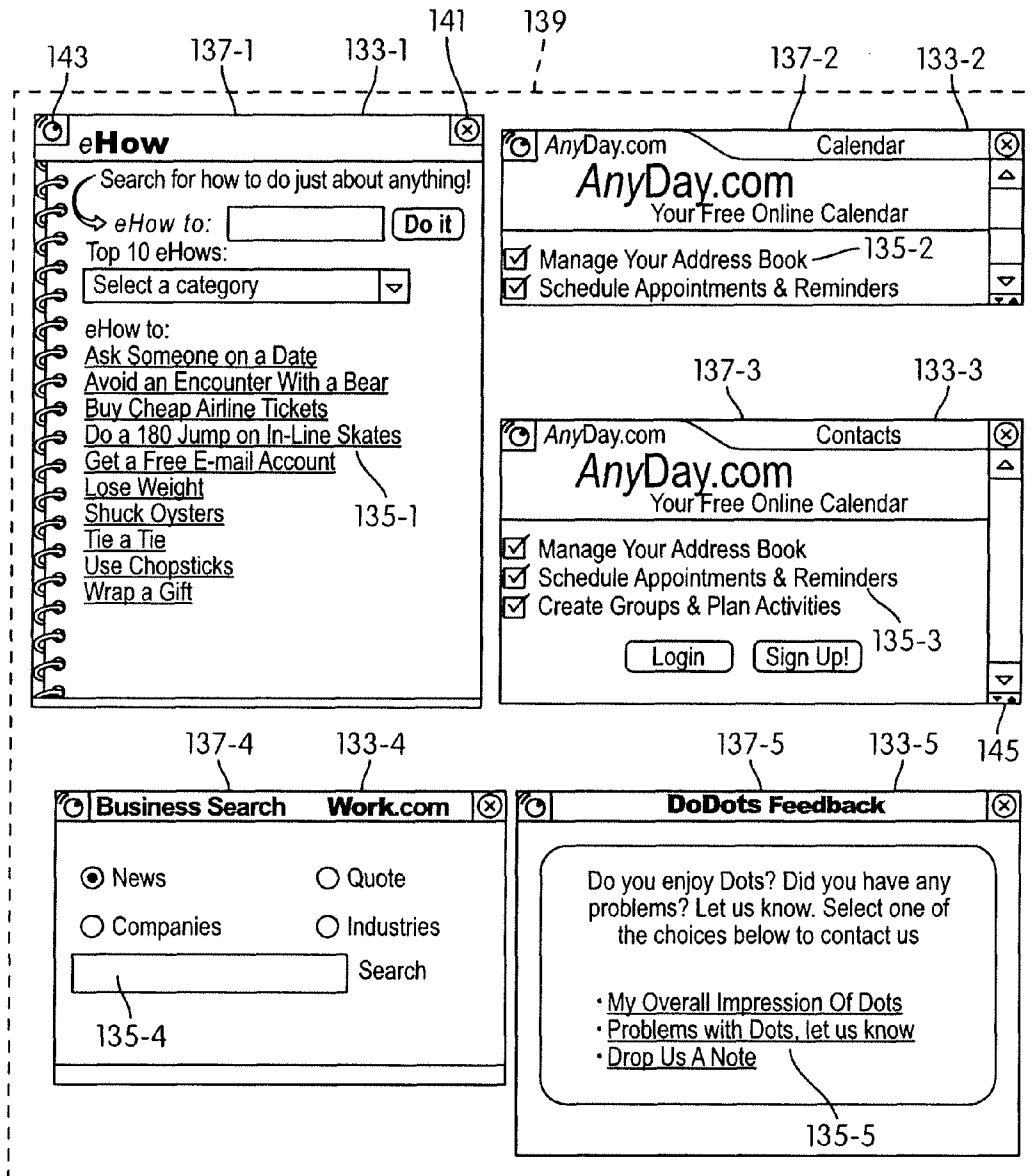 143 137-1 133-1 141 139 137-2 133-2
eHow
Search for how to do just about anything!
eHow to: Do it
Top 10 eHows:
Select a category
eHow to:
Ask Someone on a Date
Avoid an Encounter With a Bear
Buy Cheap Airline Tickets
Do a 180 Jump on In-Line Skates
Get a Free E-mail Account
Lose Weight
Shuck Oysters
135-1
Tie a Tie
Use Chopsticks
Wrap a Gift
AnyDay.com Calendar
AnyDay.com
Your Free Online Calendar
Manage Your Address Book 135-2
Schedule Appointments & Reminders
137-3 133-3
AnyDay.com Contacts
AnyDay.com
Your Free Online Calendar
Manage Your Address Book
Schedule Appointments & Reminders
Create Groups & Plan Activities
135-3
Login Sign Up!
145
137-4 133-4
Business Search Work.com
News Quote
Companies Industries
Search
135-4
137-5 133-5
DoDots Feedback
Do you enjoy Dots? Did you have any
problems? Let us know. Select one of
the choices below to contact us
· My Overall Impression Of Dots
· Problems with Dots, let us know
· Drop Us A Note
135-5